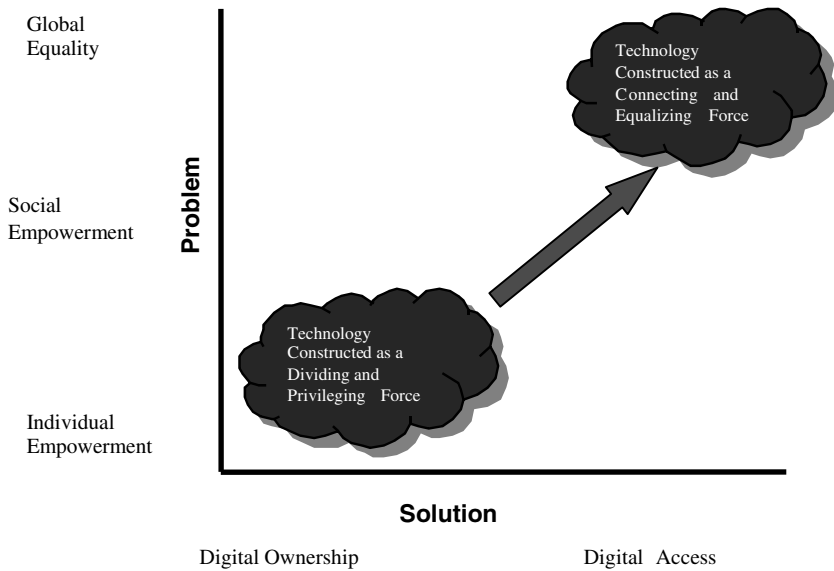 Global
Equality
Technology
Constructed as a
Connecting and
Equalizing Force
Social
Empowerment
Problem
Technology
Constructed as a
Dividing and
Privileging Force
Individual
Empowerment
Solution
Digital Ownership
Digital Access